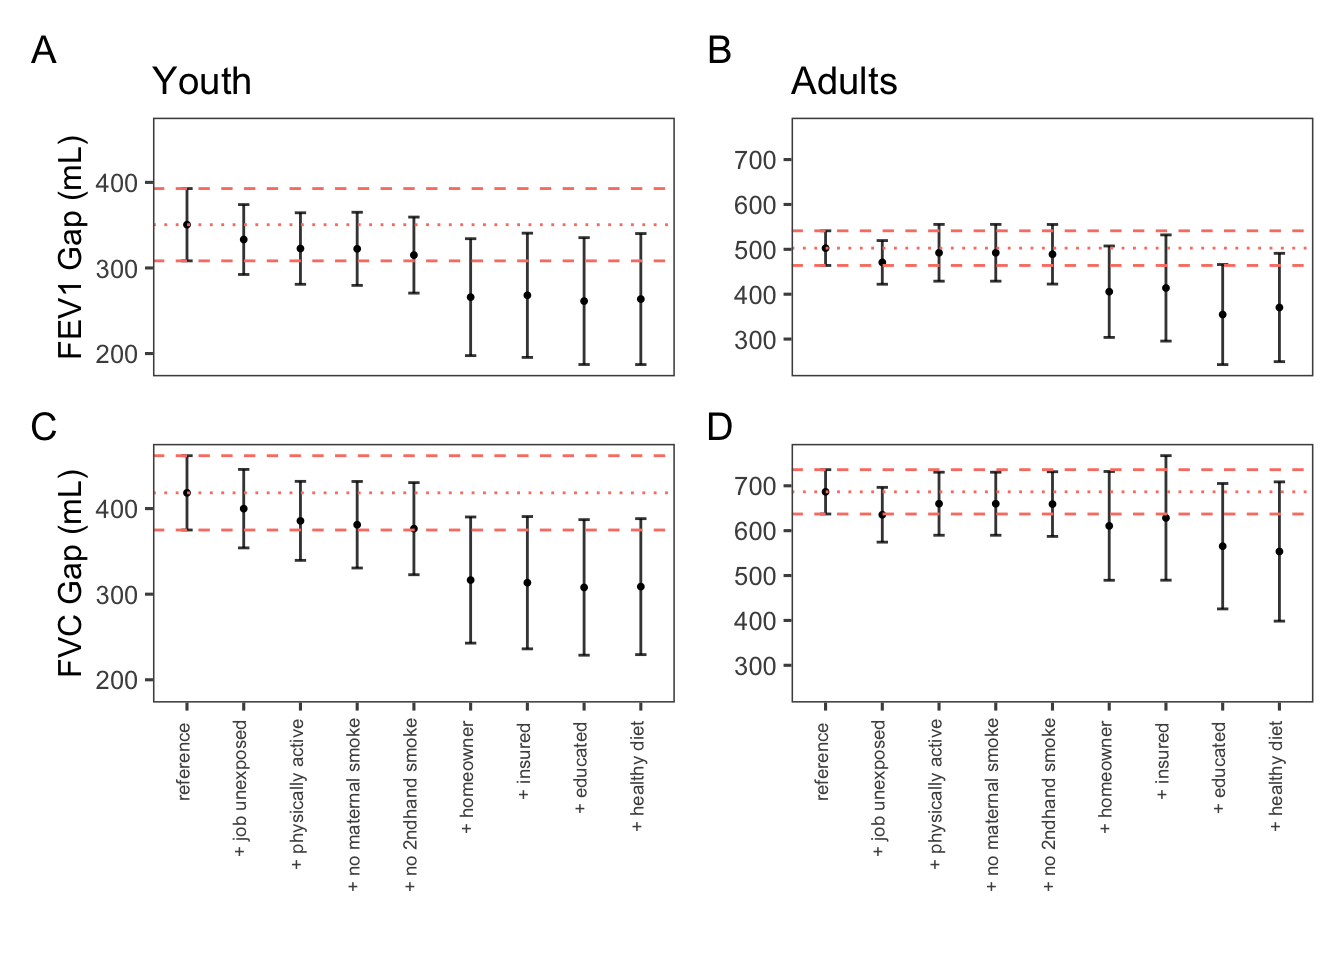 A
Youth
FEV1 Gap (mL)
400
300
200
B
Adults
700
600
500
400
300
C
FVC Gap (mL)
400
300
200
reference
+ job unexposed
+ physically active
+ no maternal smoke
+ no 2ndhand smoke
+ homeowner
+ insured
+ educated
+ healthy diet
D
700
600
500
400
300
reference
+ job unexposed
+ physically active
+ no maternal smoke
+ no 2ndhand smoke
+ homeowner
+ insured
+ educated
+ healthy diet